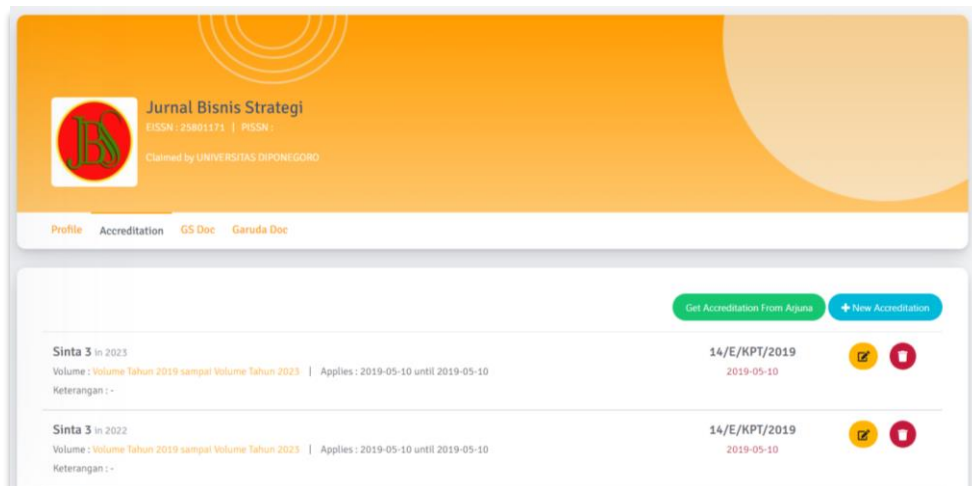 JBS
Jurnal Bisnis Strategi
EISSN : 25801171 | PISSN :
Claimed by UNIVERSITAS DIPONEGORO
Profile Accreditation GS Doc Garuda Doc
Get Accreditation From Arjuna + New Accreditation
Sinta 3 in 2023 14/E/KPT/2019
Volume : Volume Tahun 2019 sampai Volume Tahun 2023 | Applies : 2019-05-10 until 2019-05-10 2019-05-10
Keterangan : -
Sinta 3 in 2022 14/E/KPT/2019
Volume : Volume Tahun 2019 sampai Volume Tahun 2023 | Applies : 2019-05-10 until 2019-05-10 2019-05-10
Keterangan : -